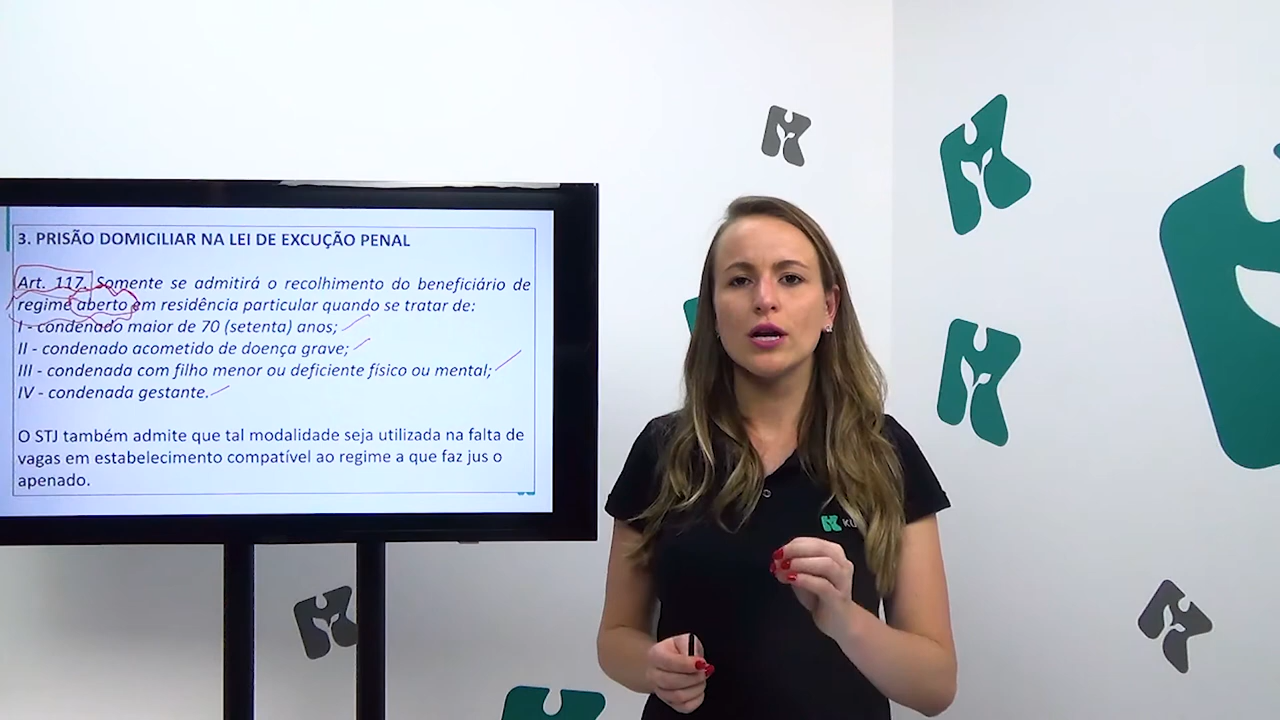 3. PRISÃO DOMICILIAR NA LEI DE EXCUÇÃO PENAL
Art. 117. Somente se admitirá o recolhimento do beneficiário de
regime aberto em residência particular quando se tratar de:
I - condenado maior de 70 (setenta) anos;
II - condenado acometido de doença grave;
III - condenada com filho menor ou deficiente físico ou mental;
IV - condenada gestante.
O STJ também admite que tal modalidade seja utilizada na falta de
vagas em estabelecimento compatível ao regime a que faz jus o
apenado.